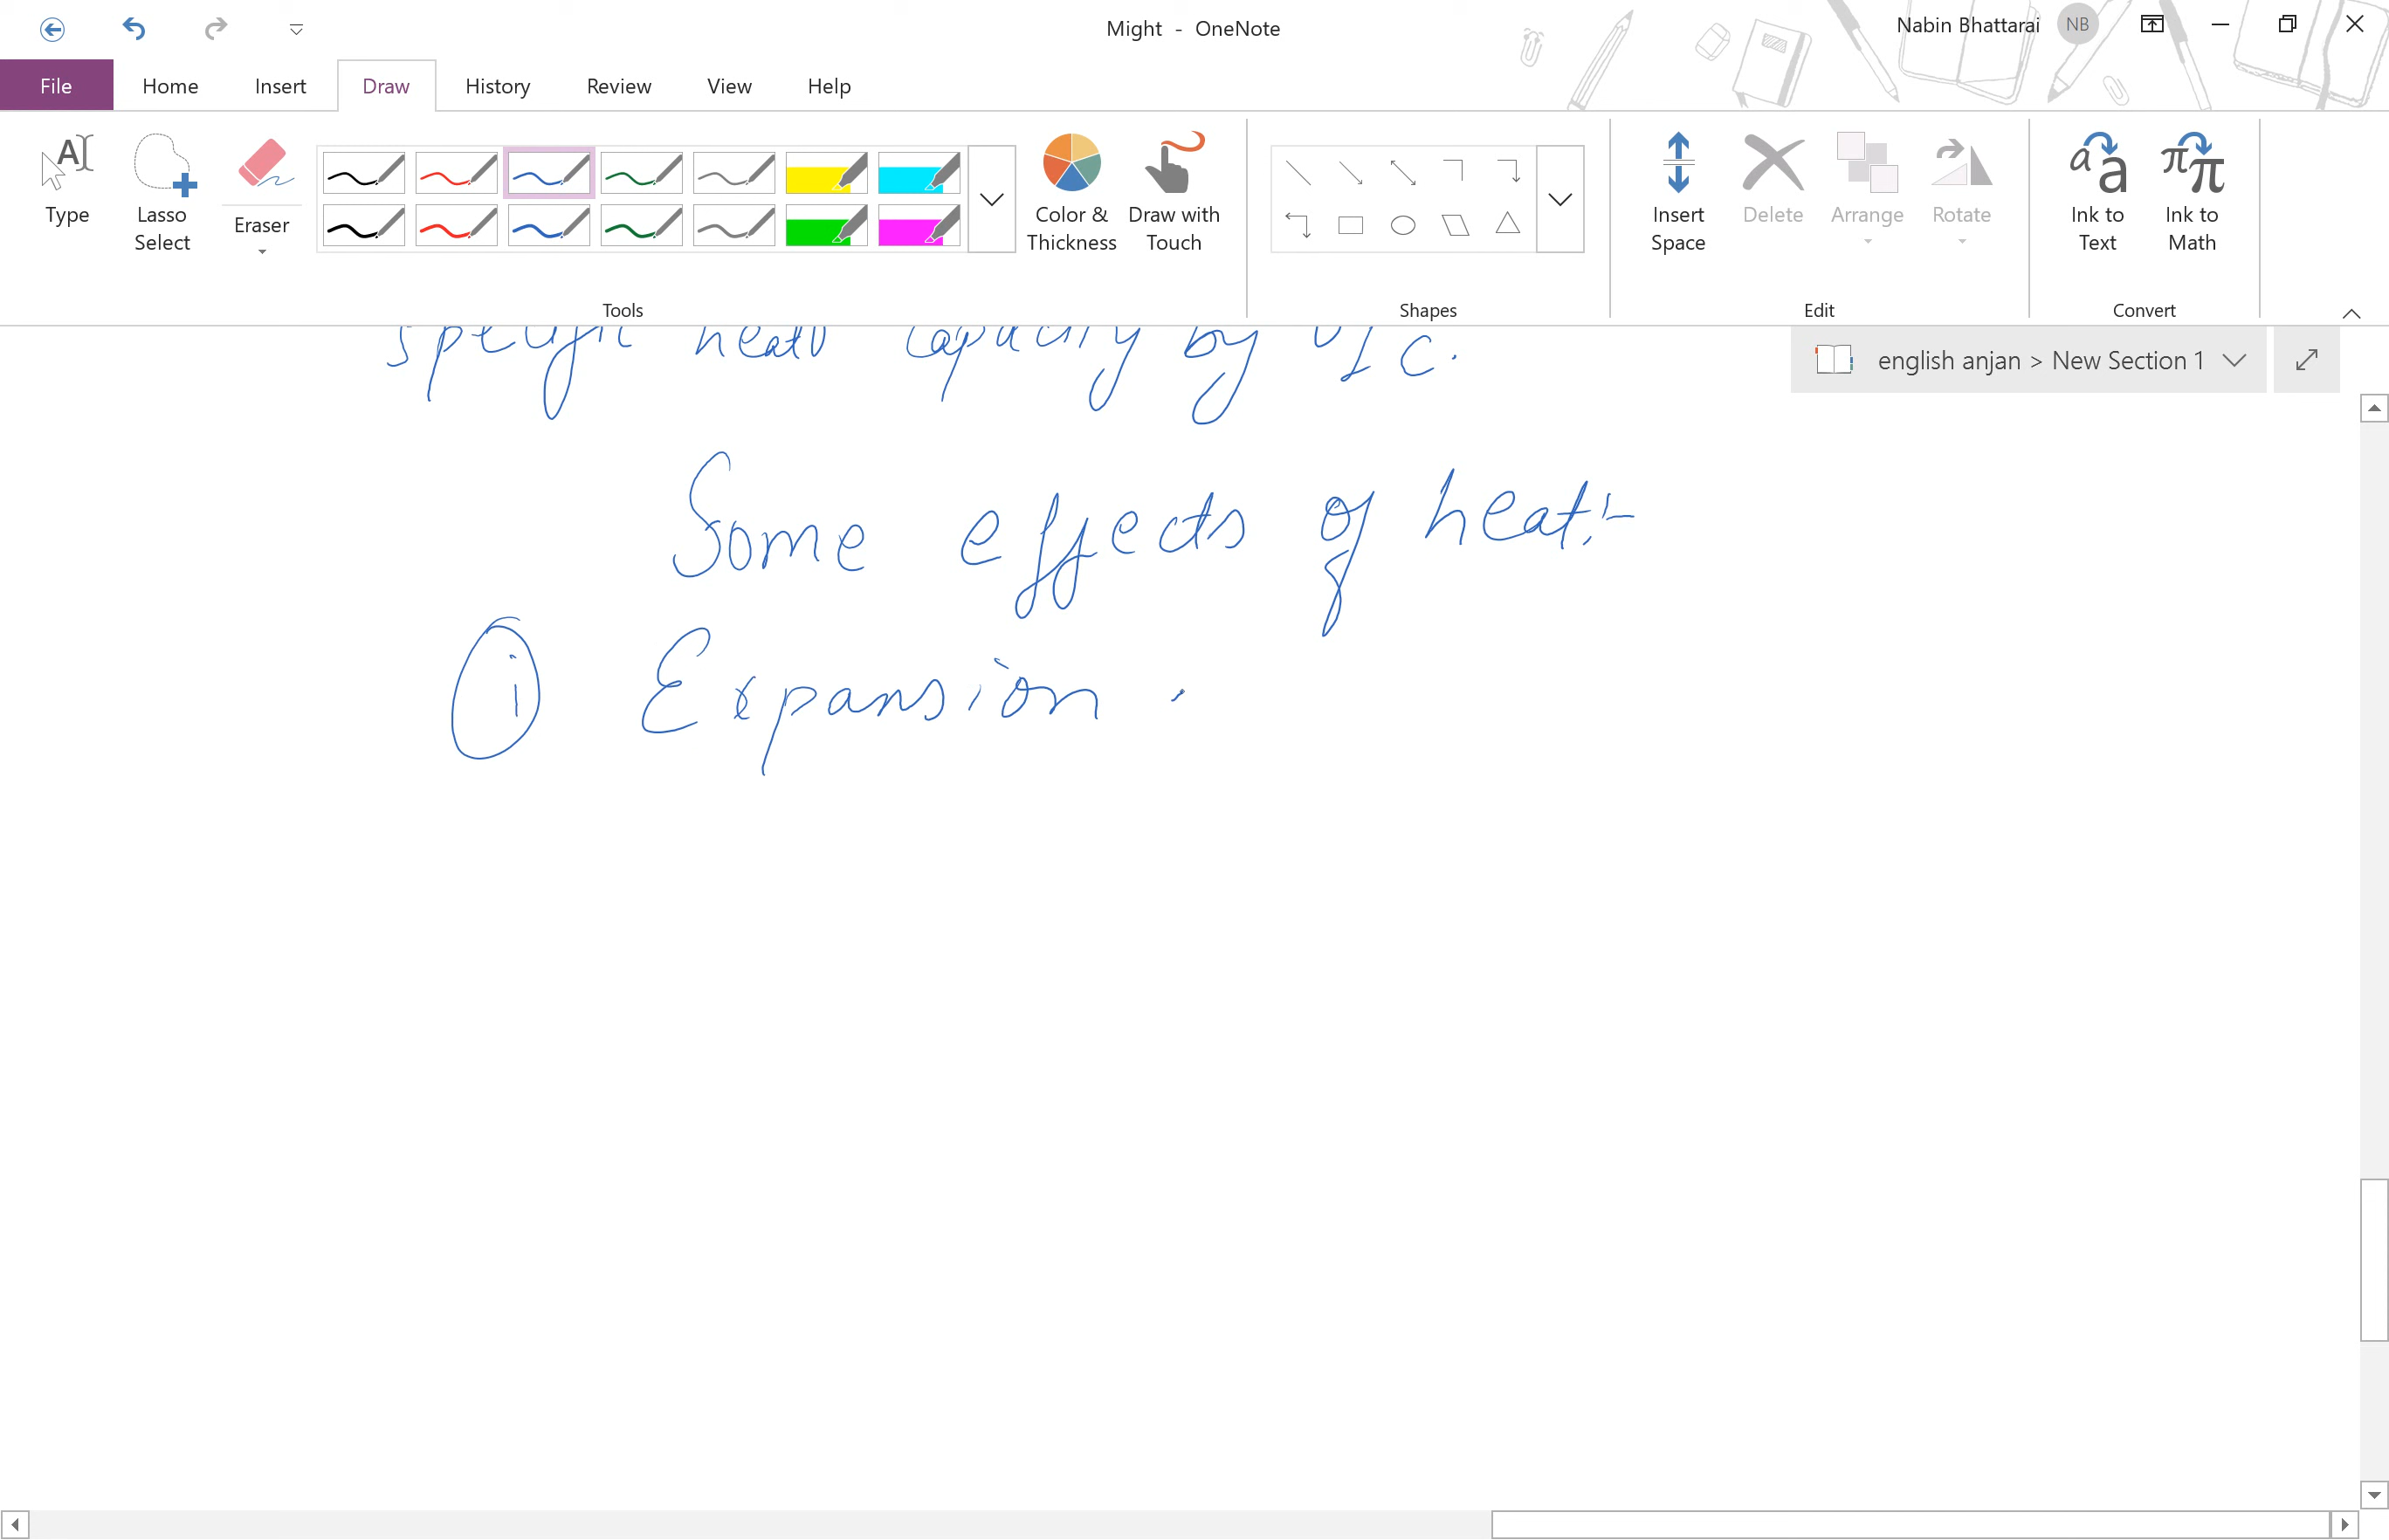 Might - OneNote
Nabin Bhattarai NB
File Home Insert Draw History Review View Help
Type
Lasso Select
Eraser
Color & Thickness
Draw with Touch
Insert Space
Delete
Arrange
Rotate
Ink to Text
Ink to Math
Tools Shapes Edit Convert
english anjan > New Section 1
specific heat capacity by
Some effects of heat:-
(i) Expansion .